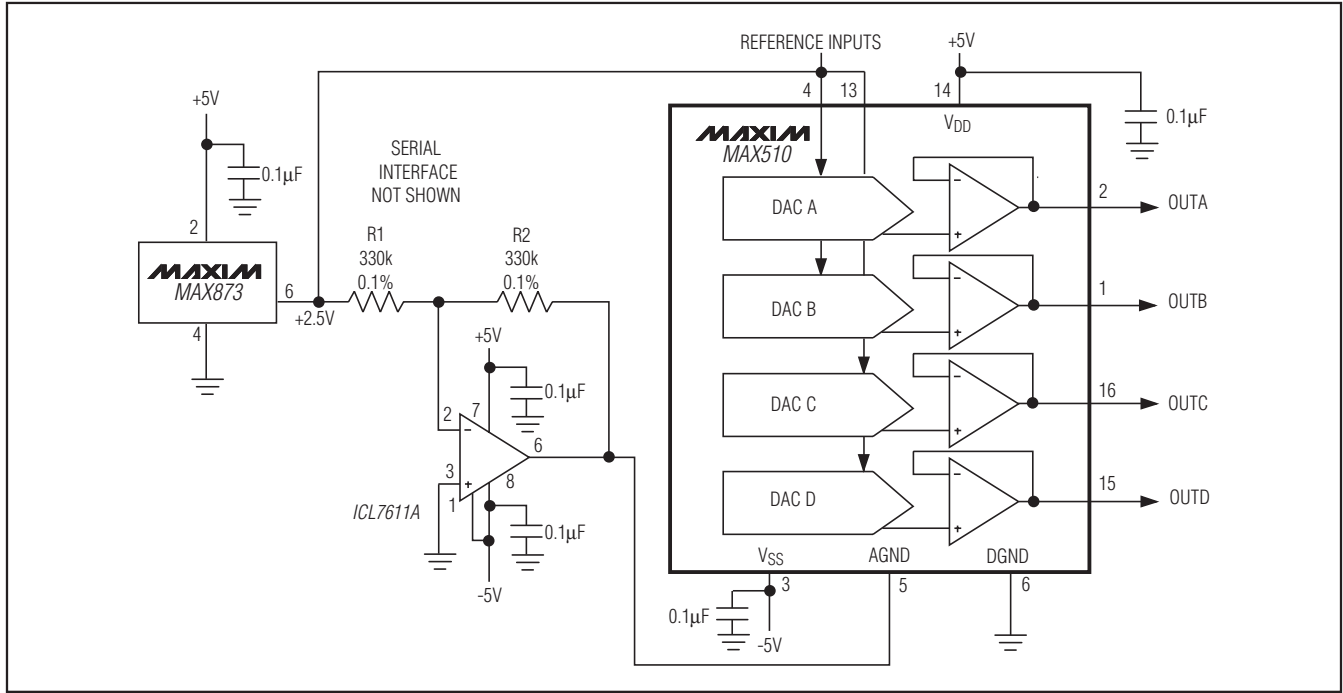 REFERENCE INPUTS
+5V
4
13
14
0.1µF
VDD
MAXIM
MAX510
+5V
0.1µF
SERIAL
INTERFACE
NOT SHOWN
2
MAXIM
MAX873
6
+2.5V
4
R1
330k
0.1%
R2
330k
0.1%
+5V
0.1µF
2
7
−
6
3
+
1
8
ICL7611A
0.1µF
-5V
DAC A
−
+
2
OUTA
DAC B
−
+
1
OUTB
DAC C
−
+
16
OUTC
DAC D
−
+
15
OUTD
VSS
AGND
DGND
3
5
6
0.1µF
-5V